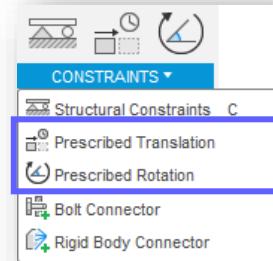 CONSTRAINTS ▾
Structural Constraints C
Prescribed Translation
Prescribed Rotation
Bolt Connector
Rigid Body Connector